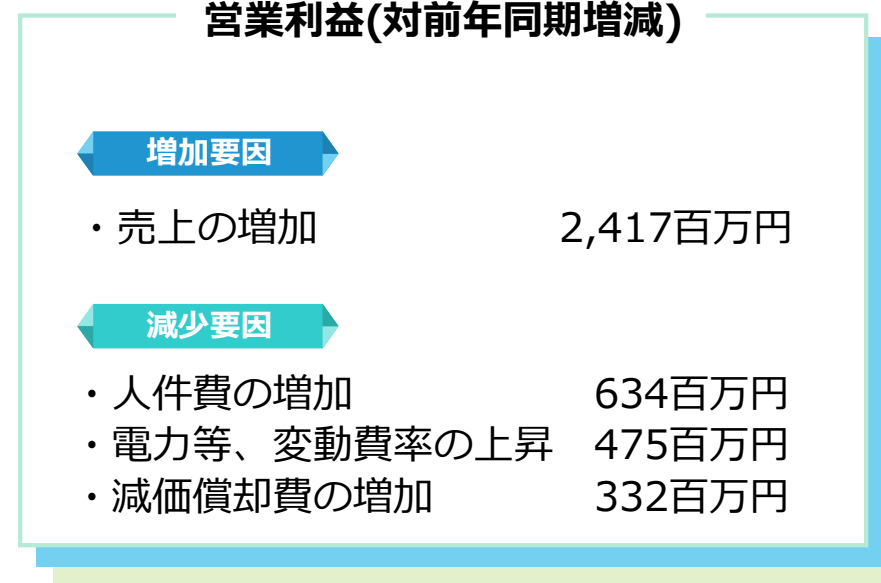 営業利益(対前年同期増減)
増加要因
・売上の増加 2,417百万円
減少要因
・人件費の増加 634百万円
・電力等、変動費率の上昇 475百万円
・減価償却費の増加 332百万円